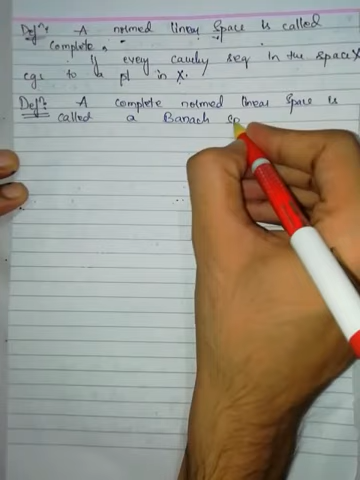 Defn: A normed linear Space is called
Complete, if every cauchy seq in the space X
cgs to a pt in X.
Defn: A complete normed linear space is
called a Banach sp